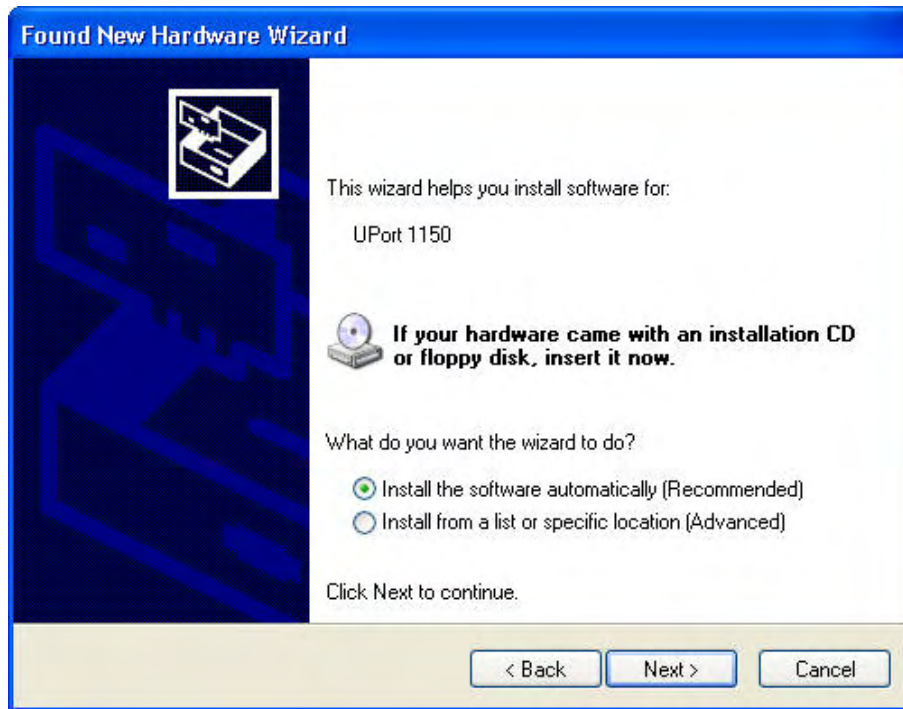 Found New Hardware Wizard
This wizard helps you install software for:
UPort 1150
If your hardware came with an installation CD
or floppy disk, insert it now.
What do you want the wizard to do?
Install the software automatically (Recommended)
Install from a list or specific location (Advanced)
Click Next to continue.
< Back
Next >
Cancel